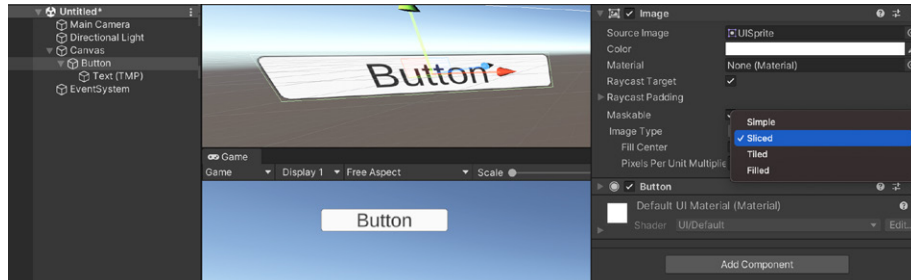 Untitled*
Main Camera
Directional Light
Canvas
Button
Text (TMP)
EventSystem
Button
Game
Game Display 1 Free Aspect Scale
Button
Image
Source Image UISprite
Color
Material None (Material)
Raycast Target
Raycast Padding
Maskable
Image Type
Fill Center
Pixels Per Unit Multiplie
Simple
Sliced
Tiled
Filled
Button
Default UI Material (Material)
Shader UI/Default Edit...
Add Component